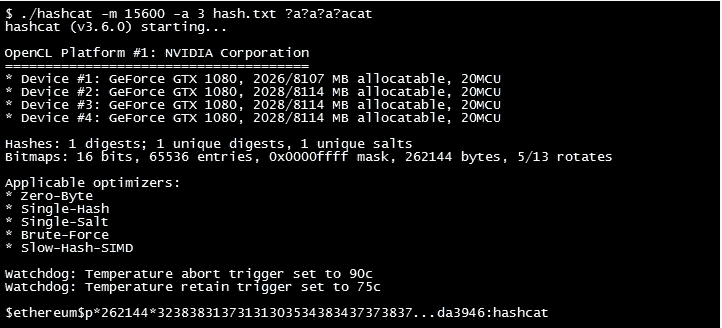 $ ./hashcat -m 15600 -a 3 hash.txt ?a?a?a?acat
hashcat (v3.6.0) starting...
OpenCL Platform #1: NVIDIA Corporation
======================================
* Device #1: GeForce GTX 1080, 2026/8107 MB allocatable, 20MCU
* Device #2: GeForce GTX 1080, 2028/8114 MB allocatable, 20MCU
* Device #3: GeForce GTX 1080, 2028/8114 MB allocatable, 20MCU
* Device #4: GeForce GTX 1080, 2028/8114 MB allocatable, 20MCU
Hashes: 1 digests; 1 unique digests, 1 unique salts
Bitmaps: 16 bits, 65536 entries, 0x0000ffff mask, 262144 bytes, 5/13 rotates
Applicable optimizers:
* Zero-Byte
* Single-Hash
* Single-Salt
* Brute-Force
* Slow-Hash-SIMD
Watchdog: Temperature abort trigger set to 90c
Watchdog: Temperature retain trigger set to 75c
$ethereum$p*262144*3238383137313130353438343737383​7...da3946:hashcat